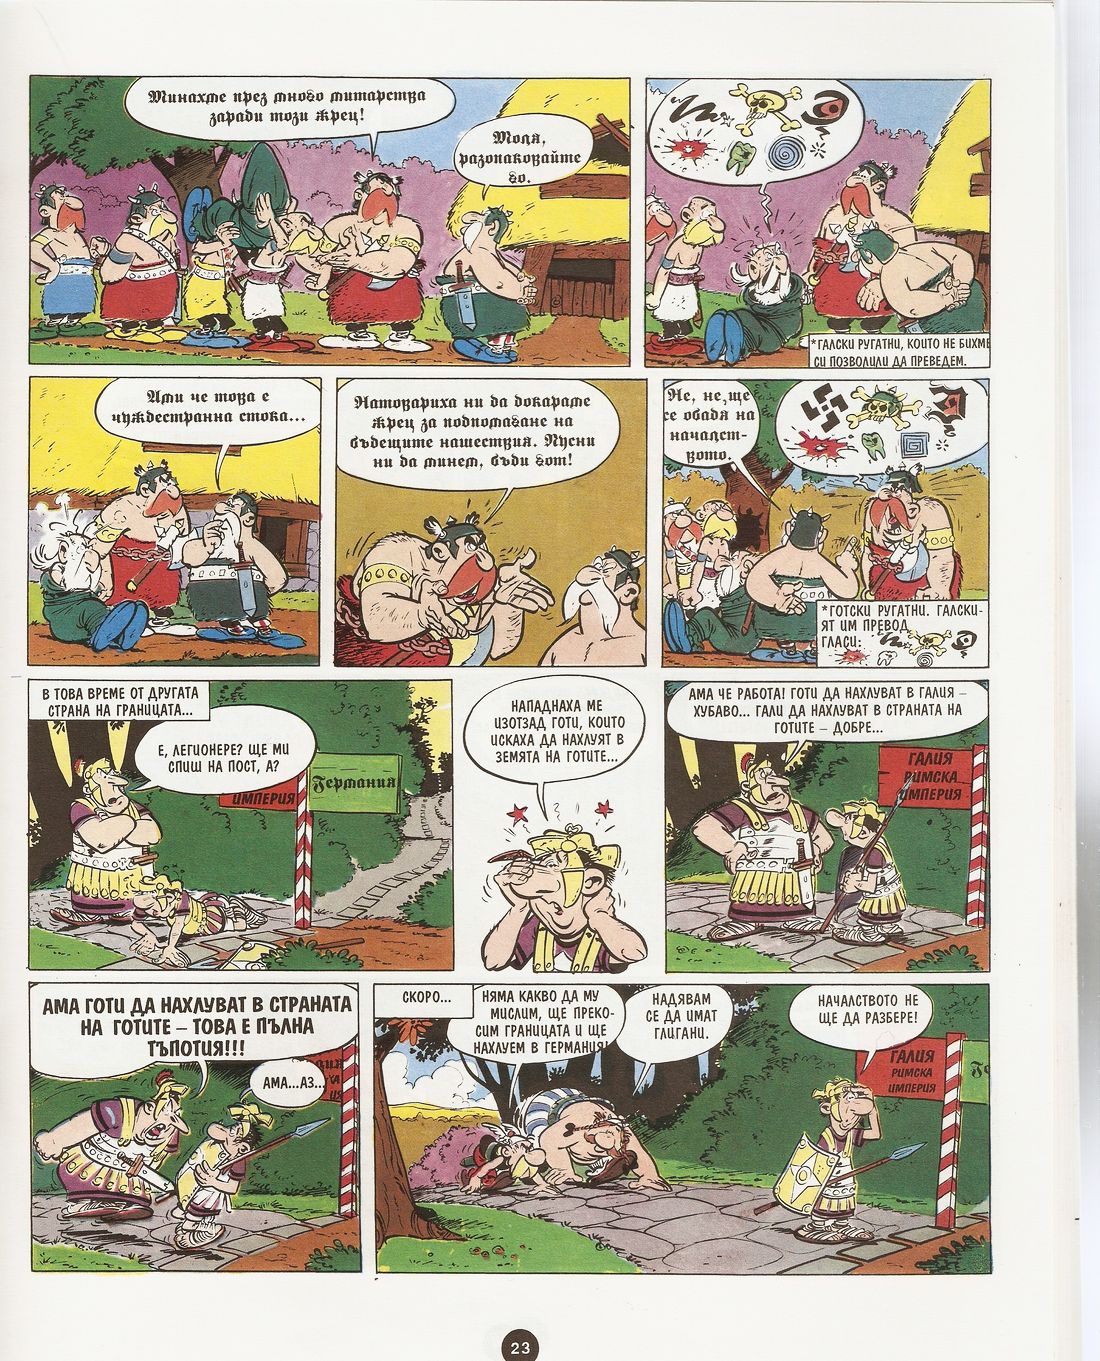 Минахме през много митарства
заради този жрец!
Моля,
разопаковайте
го.
*ГАЛСКИ РУГАТНИ, КОИТО НЕ БИХМЕ
СИ ПОЗВОЛИЛИ ДА ПРЕВЕДЕМ.
Ами че това е
чуждестранна стока...
Натовариха ни да докараме
жрец за подпомагане на
бъдещите нашествия. Пусни
ни да минем, бъди гот!
Не, не, ще
се обадя на
началст-
вото.
*ГОТСКИ РУГАТНИ. ГАЛСКИ-
ЯТ ИМ ПРЕВОД
ГЛАСИ:
В ТОВА ВРЕМЕ ОТ ДРУГАТА
СТРАНА НА ГРАНИЦАТА...
Е, ЛЕГИОНЕРЕ? ЩЕ МИ
СПИШ НА ПОСТ, А?
ИМПЕРИЯ
Германия
НАПАДНАХА МЕ
ИЗОТЗАД ГОТИ, КОИТО
ИСКАХА ДА НАХЛУЯТ В
ЗЕМЯТА НА ГОТИТЕ...
АМА ЧЕ РАБОТА! ГОТИ ДА НАХЛУВАТ В ГАЛИЯ –
ХУБАВО... ГАЛИ ДА НАХЛУВАТ В СТРАНАТА НА
ГОТИТЕ – ДОБРЕ...
ГАЛИЯ
РИМСКА
ИМПЕРИЯ
АМА ГОТИ ДА НАХЛУВАТ В СТРАНАТА
НА ГОТИТЕ – ТОВА Е ПЪЛНА
ТЪПОТИЯ!!!
АМА...АЗ...
СКОРО...
НЯМА КАКВО ДА МУ
МИСЛИМ, ЩЕ ПРЕКО-
СИМ ГРАНИЦАТА И ЩЕ
НАХЛУЕМ В ГЕРМАНИЯ!
НАДЯВАМ
СЕ ДА ИМАТ
ГЛИГАНИ.
НАЧАЛСТВОТО НЕ
ЩЕ ДА РАЗБЕРЕ!
ГАЛИЯ
РИМСКА
ИМПЕРИЯ
23